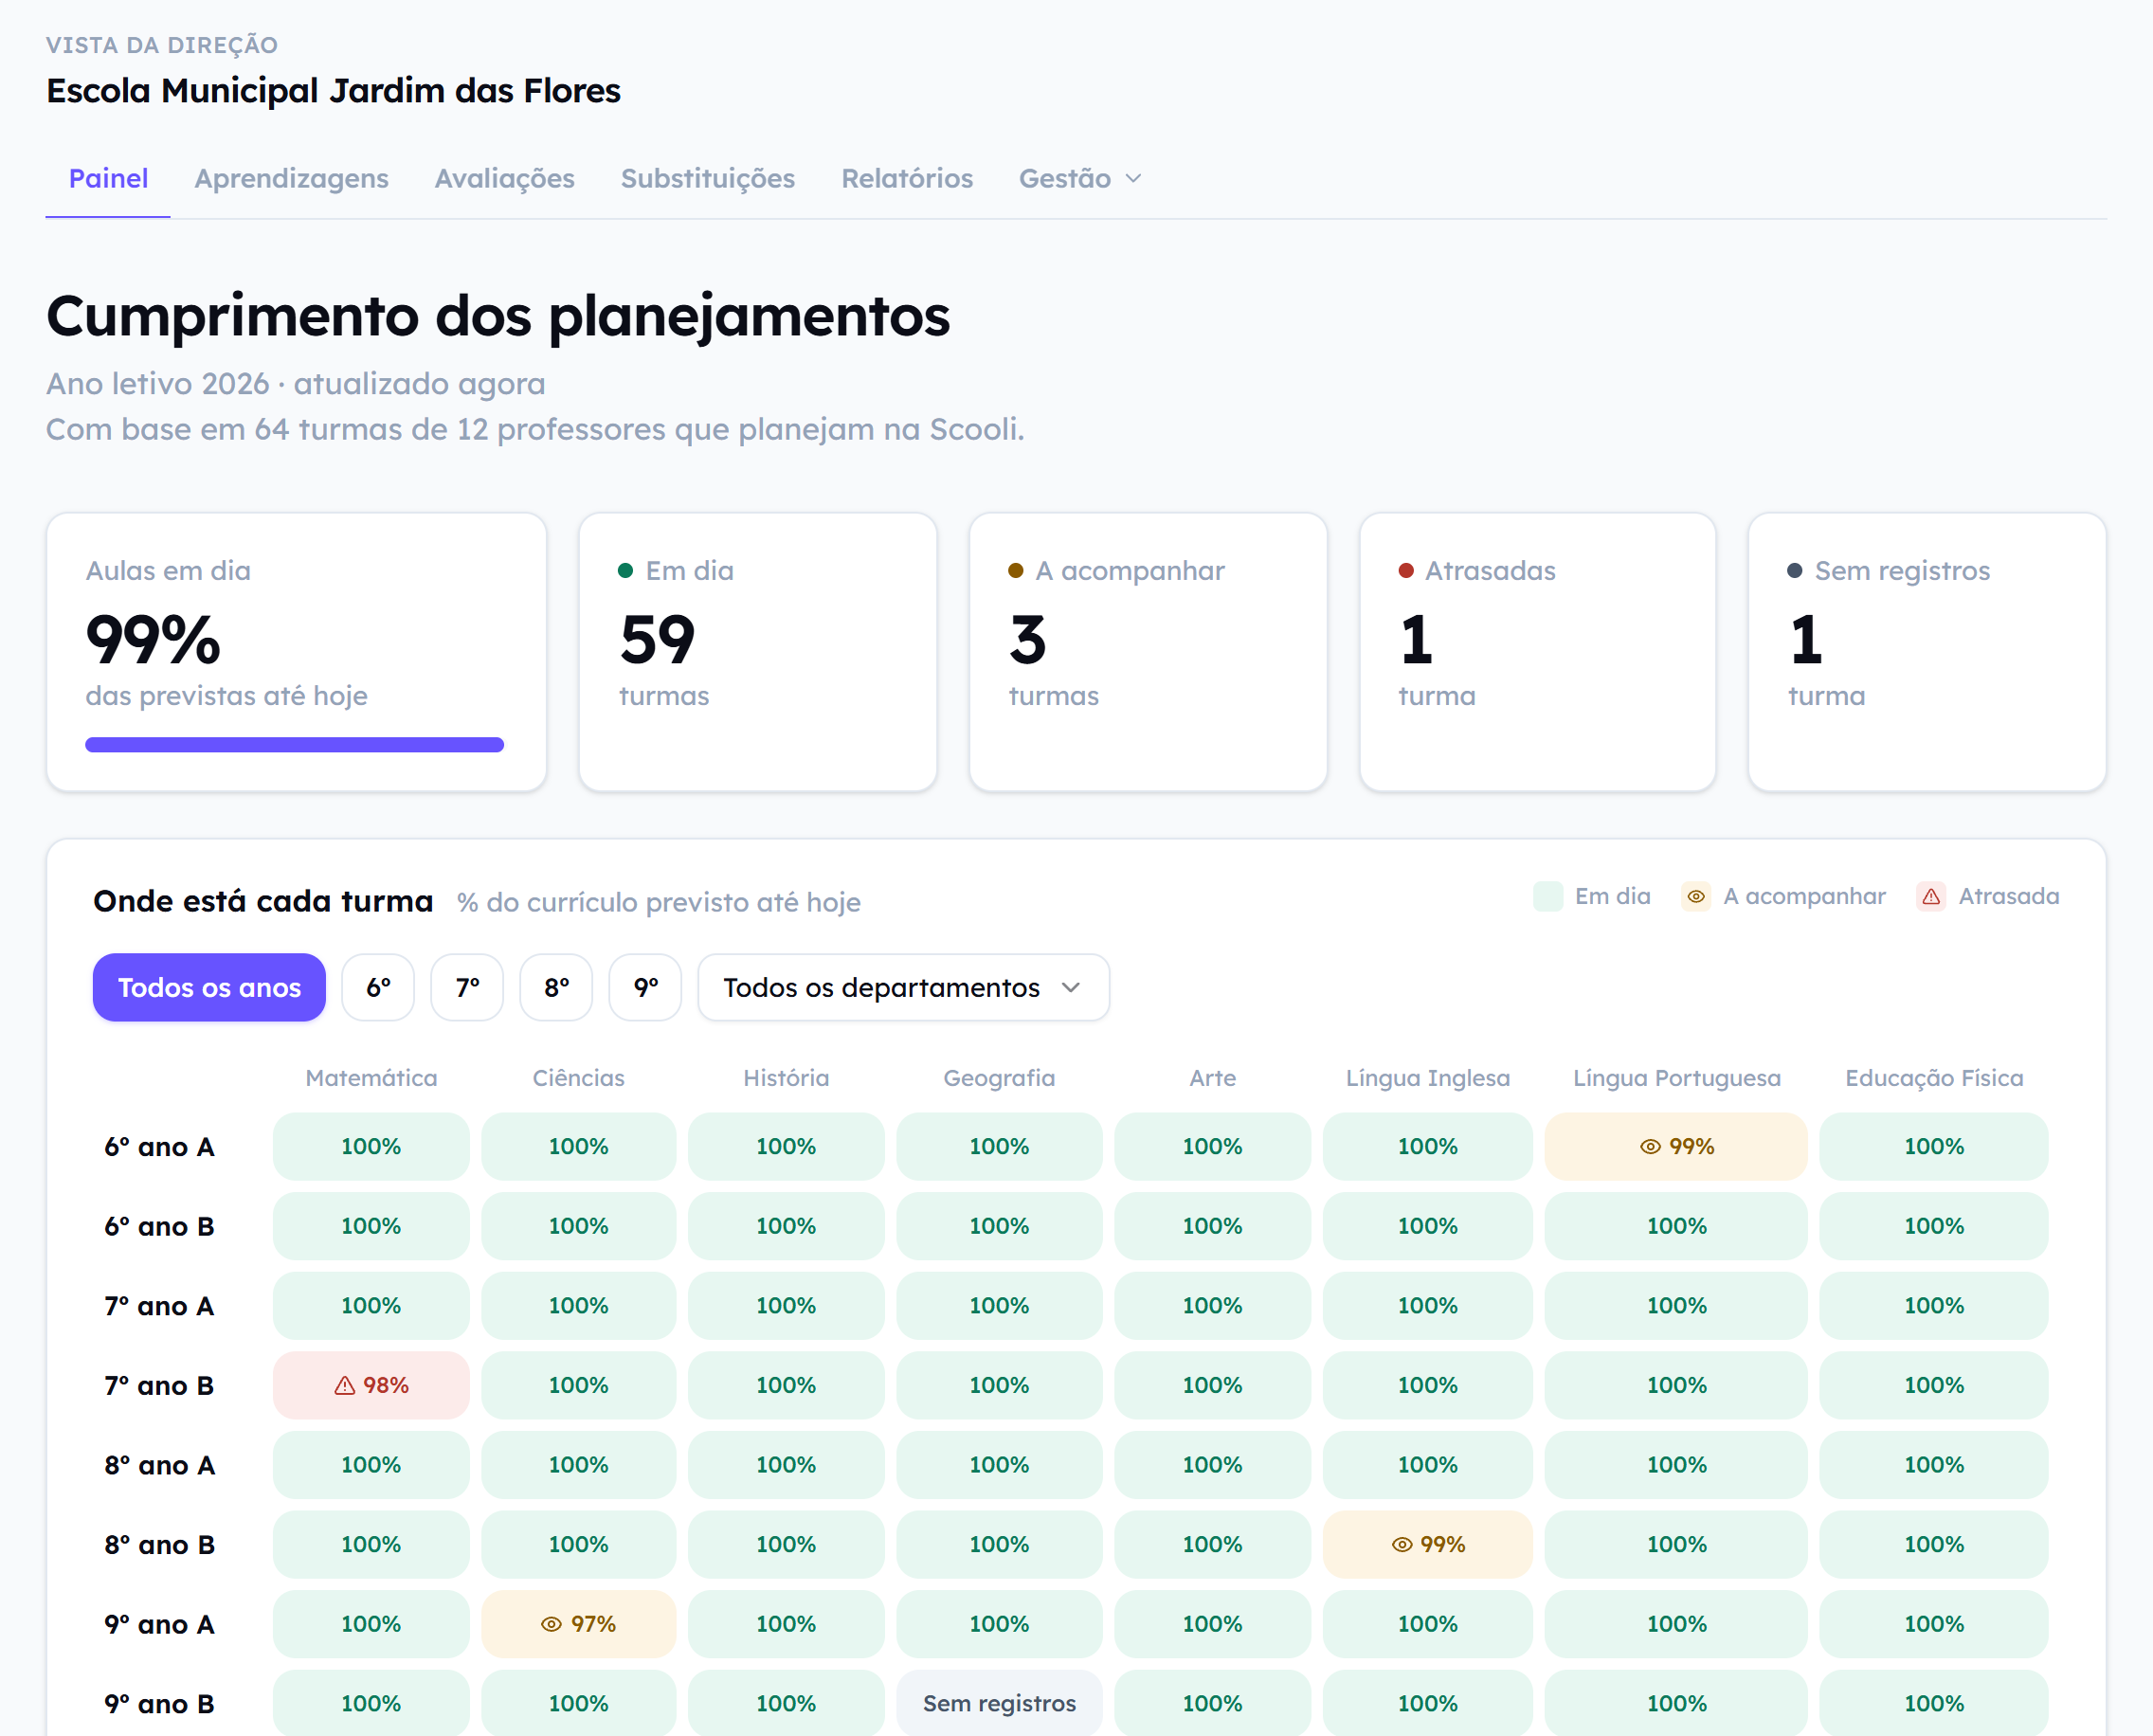 VISTA DA DIREÇÃO
Escola Municipal Jardim das Flores
Painel Aprendizagens Avaliações Substituições Relatórios Gestão
Cumprimento dos planejamentos
Ano letivo 2026 · atualizado agora
Com base em 64 turmas de 12 professores que planejam na Scooli.
Aulas em dia
99%
das previstas até hoje
Em dia
59
turmas
A acompanhar
3
turmas
Atrasadas
1
turma
Sem registros
1
turma
Onde está cada turma % do currículo previsto até hoje
Em dia A acompanhar Atrasada
Todos os anos 6º 7º 8º 9º Todos os departamentos
Matemática Ciências História Geografia Arte Língua Inglesa Língua Portuguesa Educação Física
6º ano A 100% 100% 100% 100% 100% 100% 99% 100%
6º ano B 100% 100% 100% 100% 100% 100% 100% 100%
7º ano A 100% 100% 100% 100% 100% 100% 100% 100%
7º ano B 98% 100% 100% 100% 100% 100% 100% 100%
8º ano A 100% 100% 100% 100% 100% 100% 100% 100%
8º ano B 100% 100% 100% 100% 100% 99% 100% 100%
9º ano A 100% 97% 100% 100% 100% 100% 100% 100%
9º ano B 100% 100% 100% Sem registros 100% 100% 100% 100%